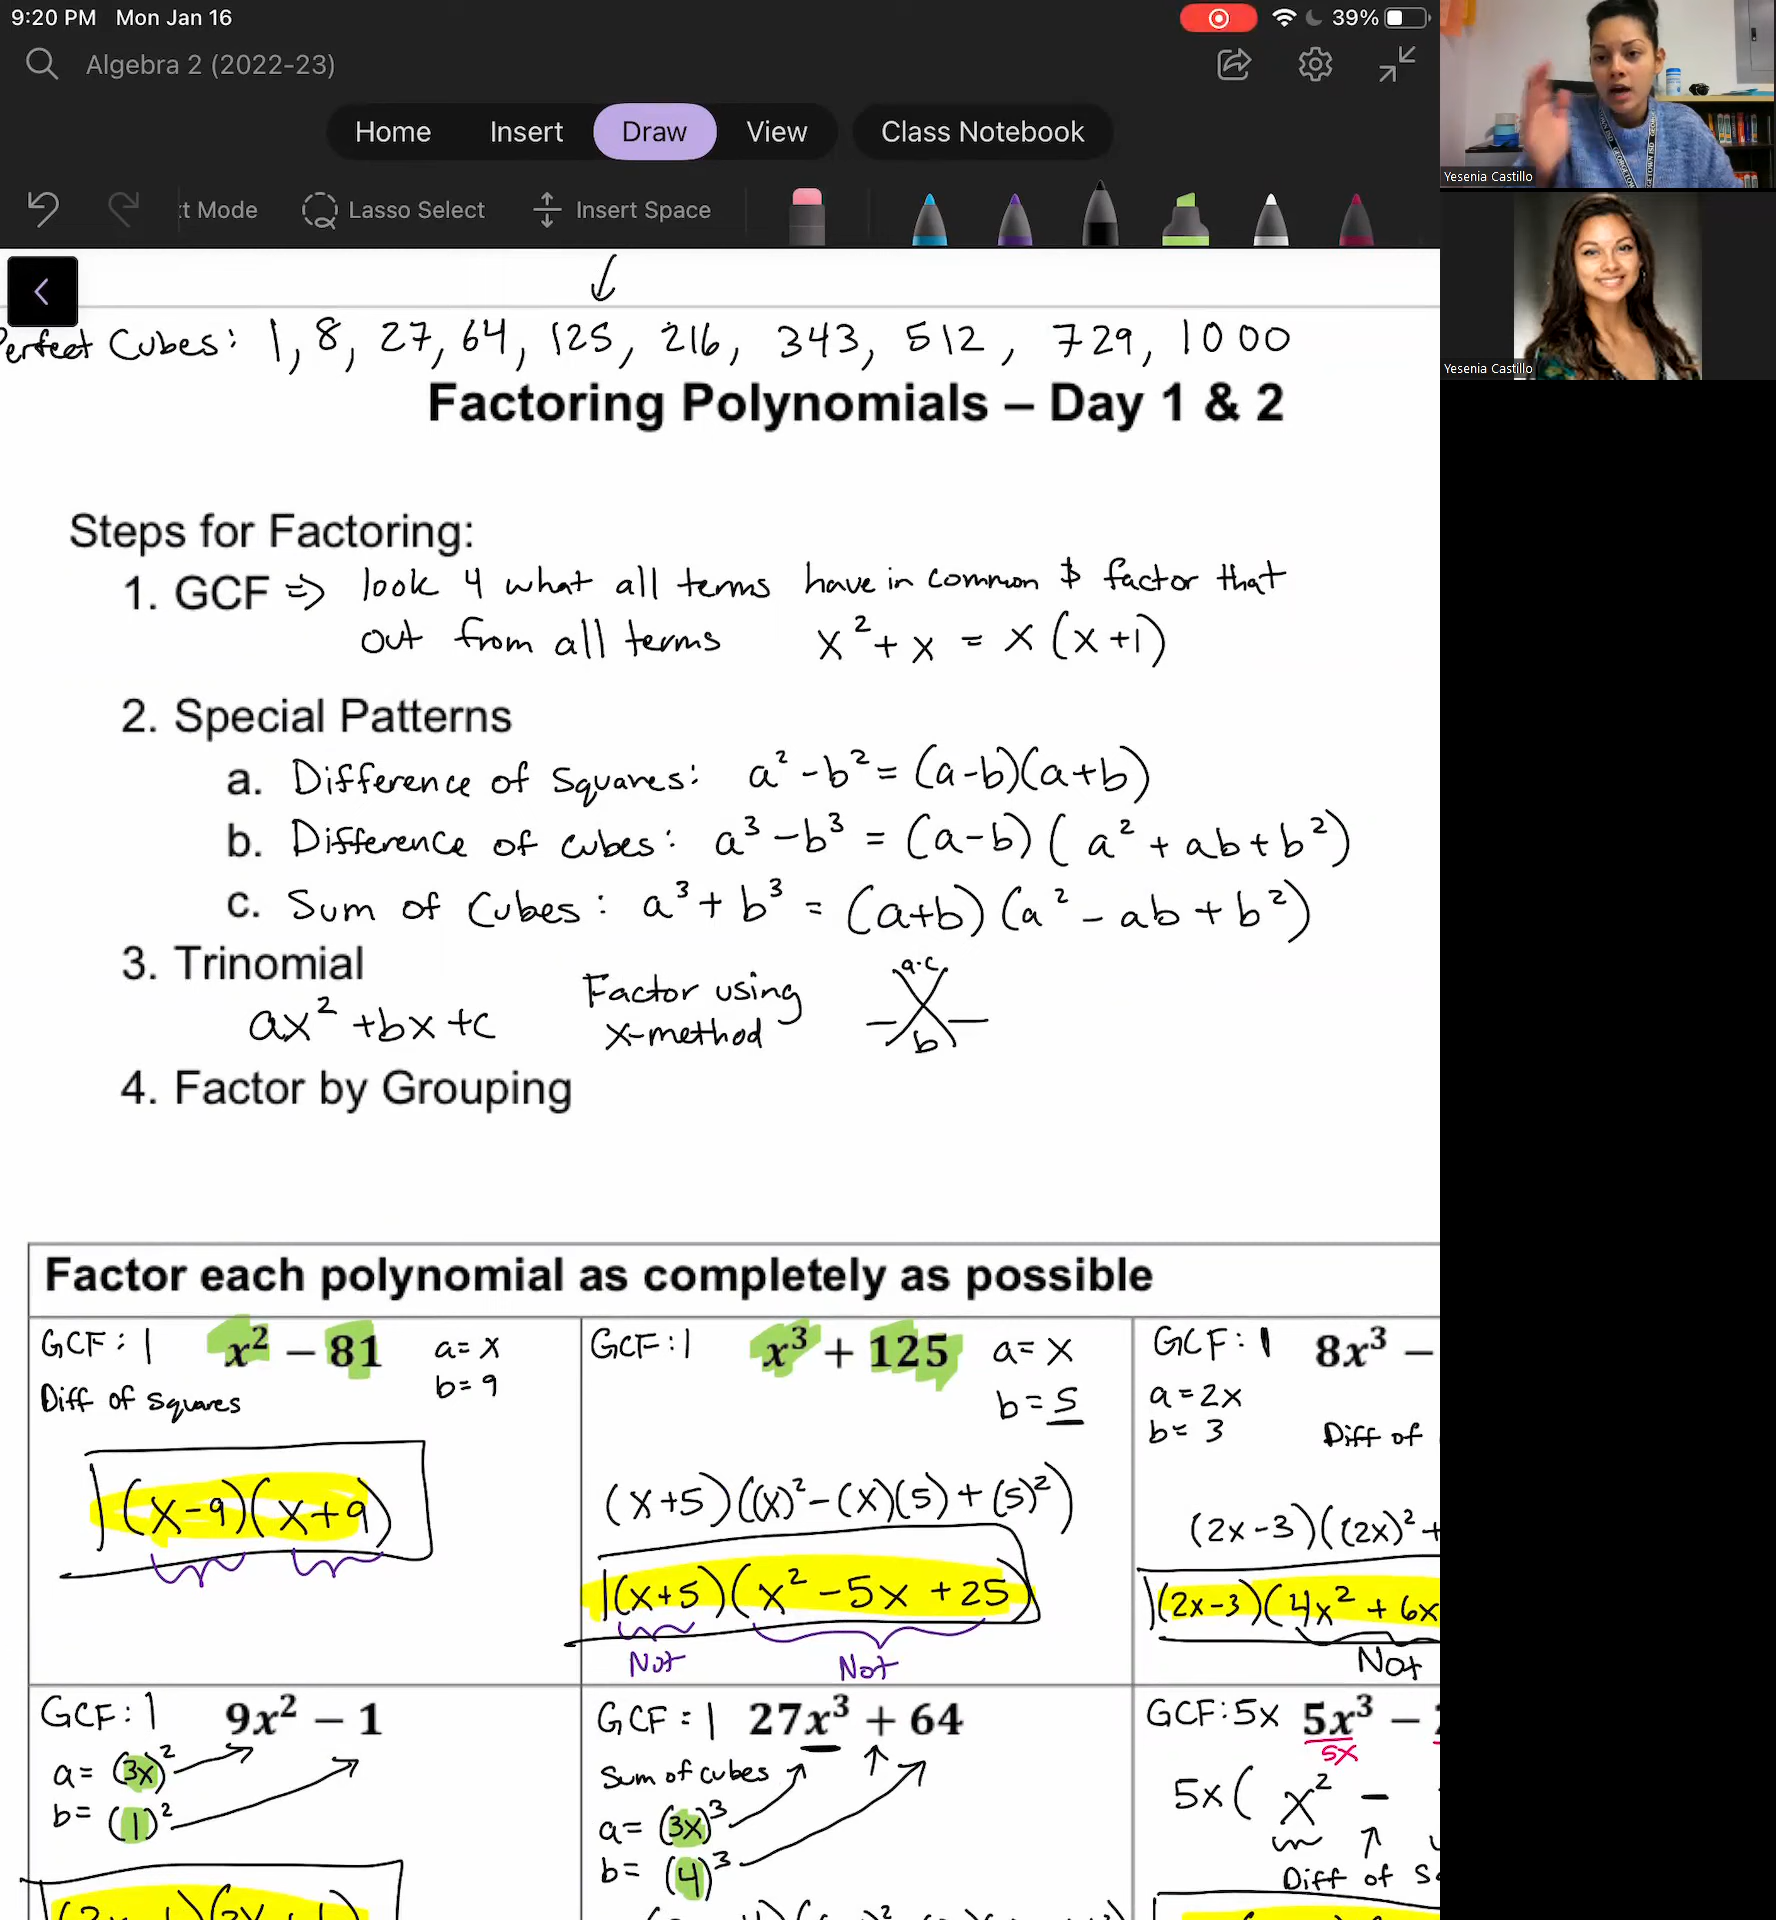 9:20 PM Mon Jan 16
39%
Algebra 2 (2022-23)
Home Insert Draw View Class Notebook
t Mode Lasso Select Insert Space
Yesenia Castillo
Yesenia Castillo
GEORGETOWN ISD
Perfect Cubes: 1, 8, 27, 64, 125, 216, 343, 512, 729, 1000
Factoring Polynomials – Day 1 & 2
Steps for Factoring:
1. GCF => look 4 what all terms have in common & factor that
out from all terms x² + x = x (x+1)
2. Special Patterns
a. Difference of Squares: a² - b² = (a-b)(a+b)
b. Difference of cubes: a³ - b³ = (a-b)(a² + ab + b²)
c. Sum of Cubes: a³ + b³ = (a+b)(a² - ab + b²)
3. Trinomial
ax² + bx + c Factor using
x-method
a·c
b
4. Factor by Grouping
Factor each polynomial as completely as possible
GCF: 1 x² – 81 a= x
b= 9
Diff of Squares
(x-9)(x+9)
GCF: 1 x³ + 125 a= x
b= 5
(x+5)((x)² - (x)(5) + (5)²)
(x+5)(x² - 5x + 25)
Not Not
GCF: 1 8x³ –
a = 2x
b = 3 Diff of
(2x-3)((2x)² +
(2x-3)(4x² + 6x
Not
GCF: 1 9x² – 1
a= (3x)²
b= (1)²
GCF = 1 27x³ + 64
Sum of cubes
a= (3x)³
b= (4)³
GCF: 5x 5x³ –
5x
5x( x² -
Diff of S